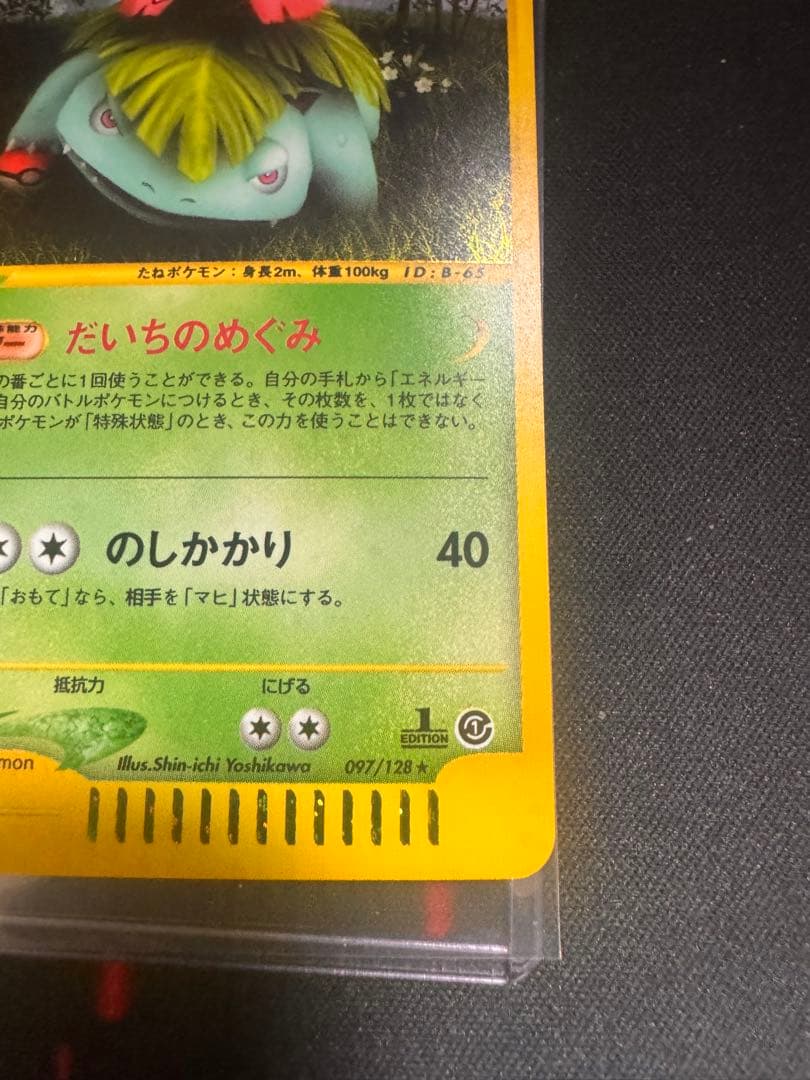 たねポケモン：身長2m、体重100kg ID：B-65
能力
だいちのめぐみ
の番ごとに1回使うことができる。自分の手札から「エネルギー
自分のバトルポケモンにつけるとき、その枚数を、1枚ではなく
ポケモンが「特殊状態」のとき、この力を使うことはできない。
のしかかり 40
「おもて」なら、相手を「マヒ」状態にする。
抵抗力 にげる
1 EDITION 1
mon Illus.Shin-ichi Yoshikawa 097/128★